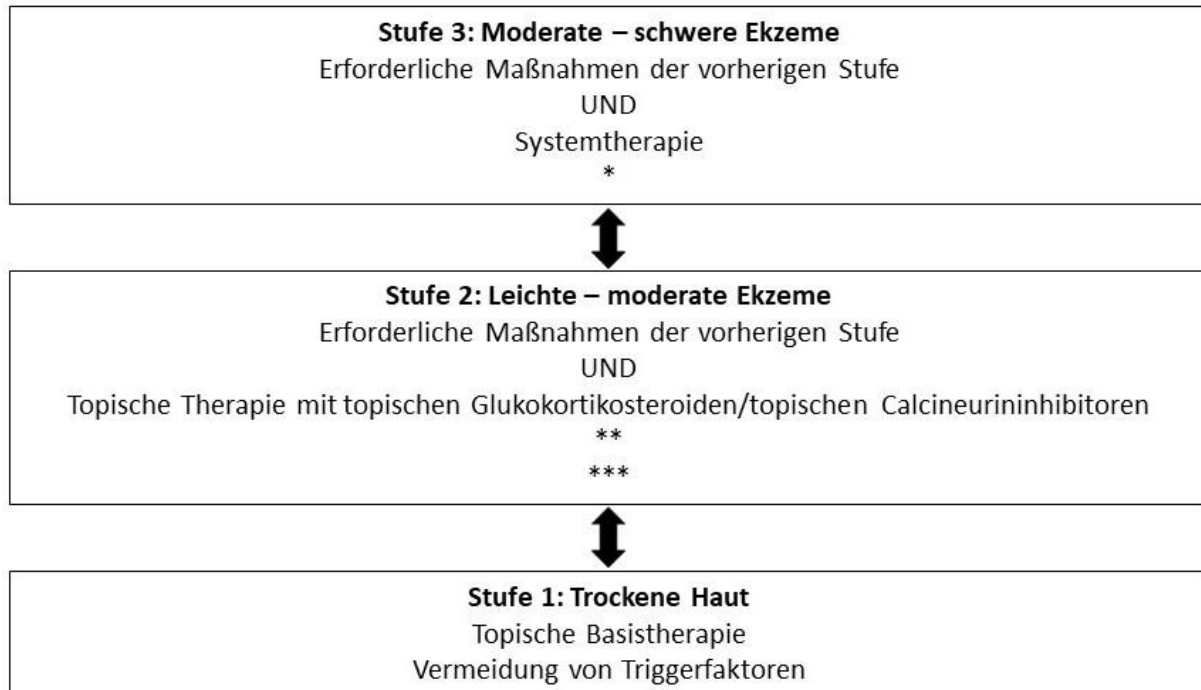 Stufe 3: Moderate – schwere Ekzeme
Erforderliche Maßnahmen der vorherigen Stufe
UND
Systemtherapie
*
Stufe 2: Leichte – moderate Ekzeme
Erforderliche Maßnahmen der vorherigen Stufe
UND
Topische Therapie mit topischen Glukokortikosteroiden/topischen Calcineurininhibitoren
**
***
Stufe 1: Trockene Haut
Topische Basistherapie
Vermeidung von Triggerfaktoren